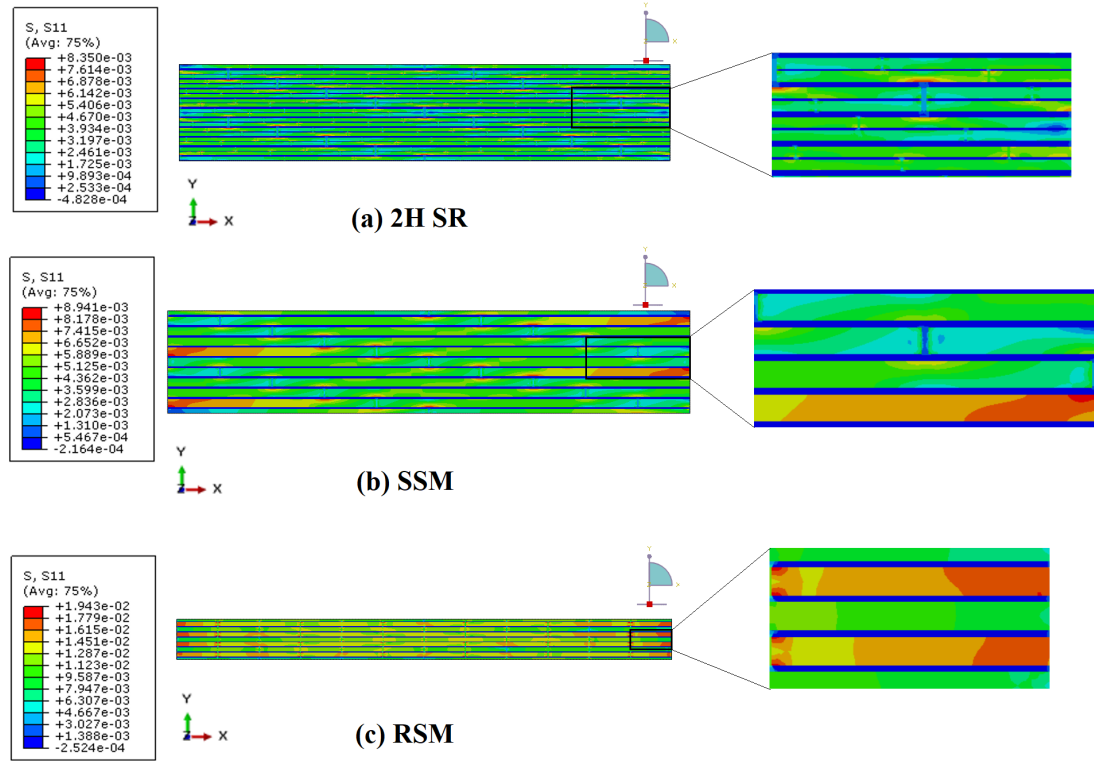 S, S11
(Avg: 75%)
+8.350e-03
+7.614e-03
+6.878e-03
+6.142e-03
+5.406e-03
+4.670e-03
+3.934e-03
+3.197e-03
+2.461e-03
+1.725e-03
+9.893e-04
+2.533e-04
-4.828e-04
Y
X
Y
Z
X
(a) 2H SR
S, S11
(Avg: 75%)
+8.941e-03
+8.178e-03
+7.415e-03
+6.652e-03
+5.889e-03
+5.125e-03
+4.362e-03
+3.599e-03
+2.836e-03
+2.073e-03
+1.310e-03
+5.467e-04
-2.164e-04
Y
X
Y
Z
X
(b) SSM
S, S11
(Avg: 75%)
+1.943e-02
+1.779e-02
+1.615e-02
+1.451e-02
+1.287e-02
+1.123e-02
+9.587e-03
+7.947e-03
+6.307e-03
+4.667e-03
+3.027e-03
+1.388e-03
-2.524e-04
Y
X
Y
Z
X
(c) RSM